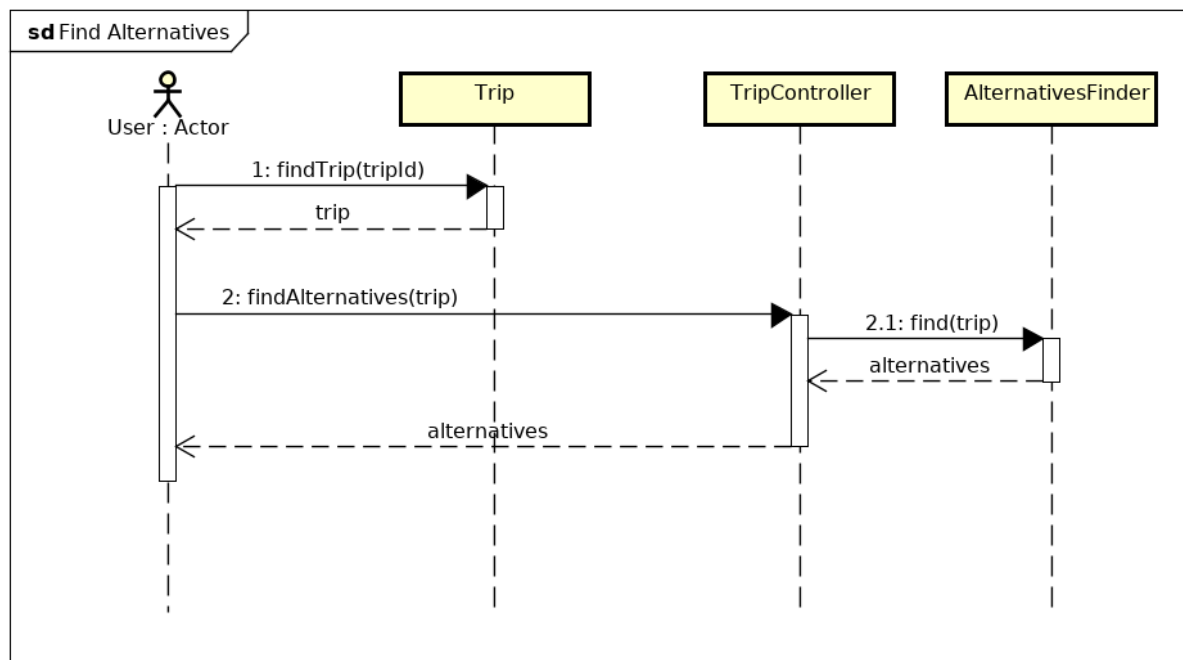 sd Find Alternatives
User : Actor
Trip
TripController
AlternativesFinder
1: findTrip(tripId)
trip
2: findAlternatives(trip)
2.1: find(trip)
alternatives
alternatives